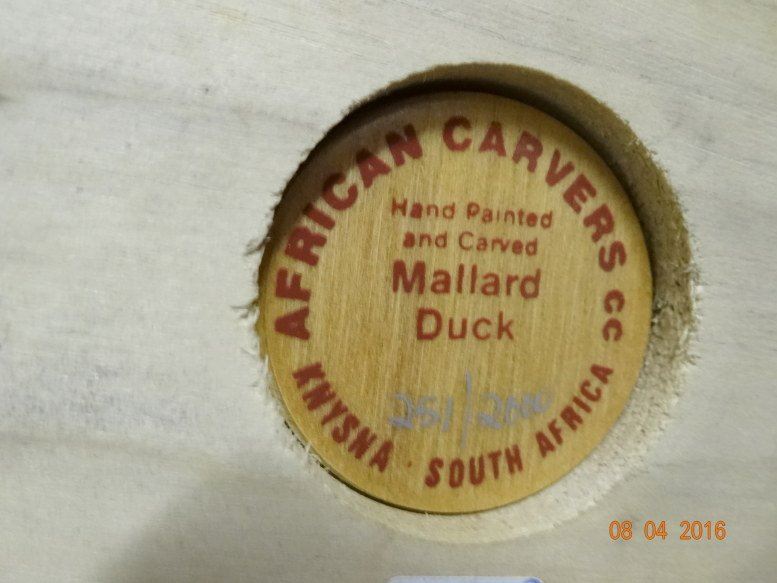 AFRICAN CARVERS cc
Hand Painted
and Carved
Mallard
Duck
251/2000
KNYSNA · SOUTH AFRICA
08 04 2016